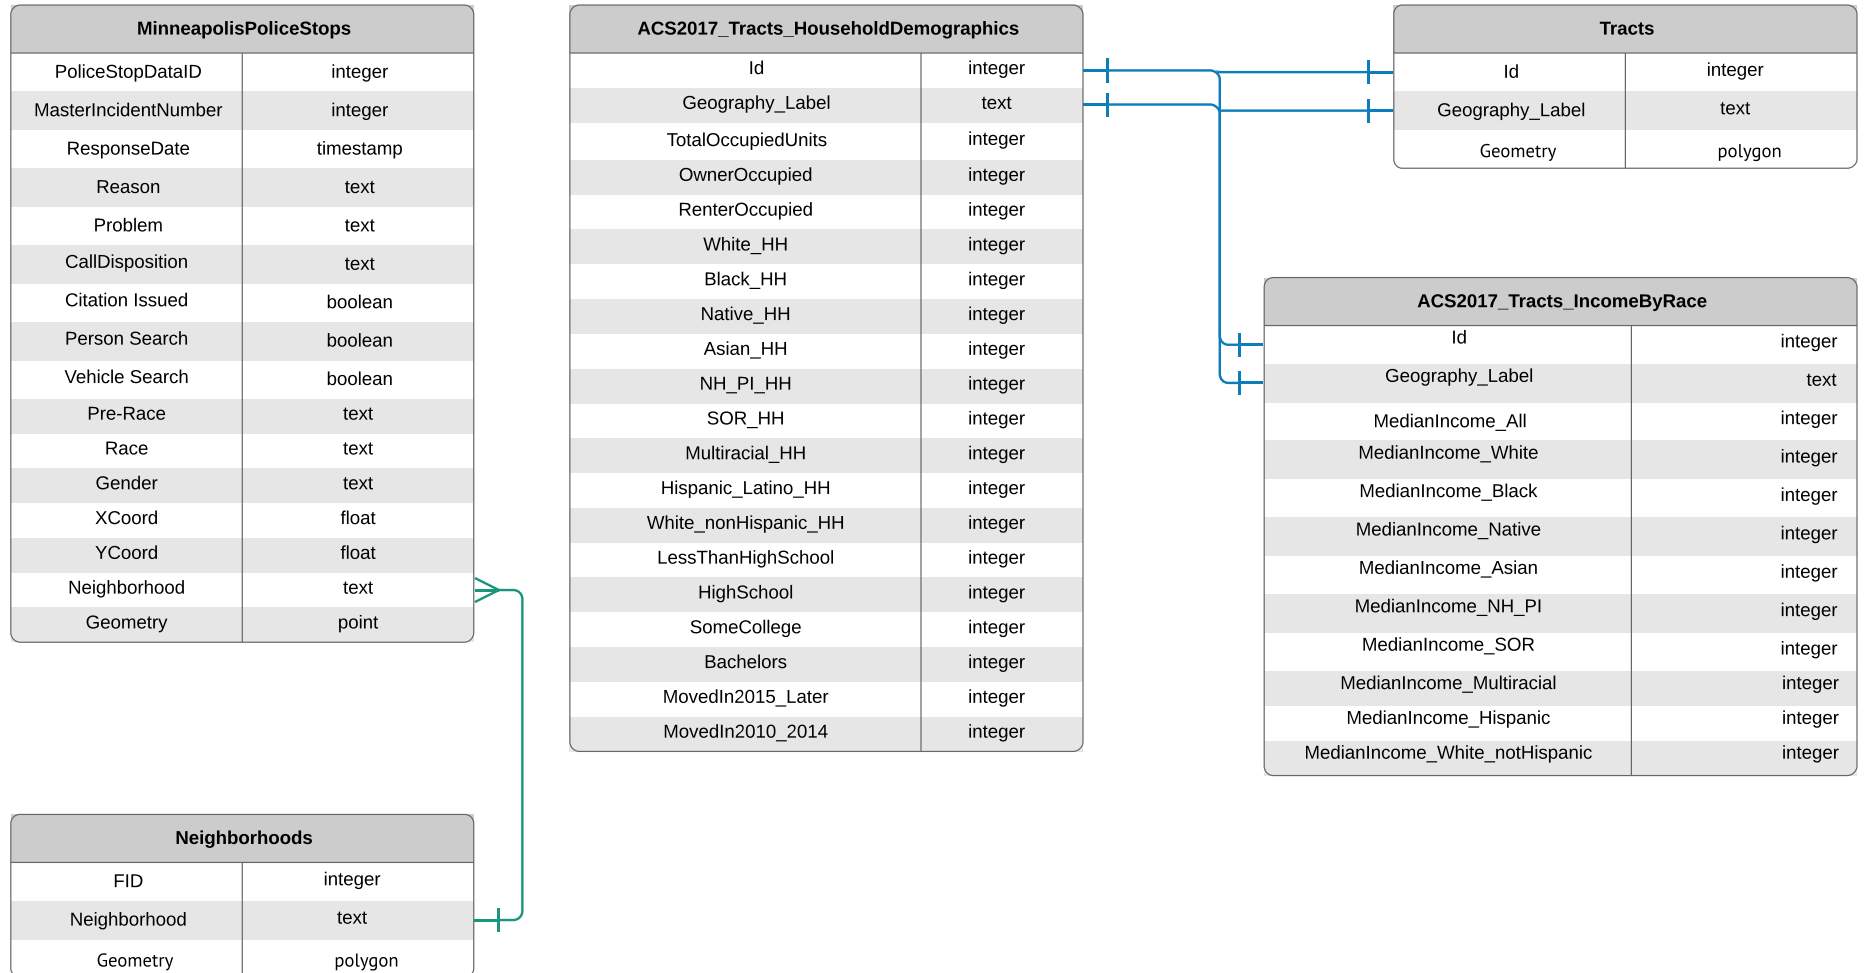 MinneapolisPoliceStops
PoliceStopDataID integer
MasterIncidentNumber integer
ResponseDate timestamp
Reason text
Problem text
CallDisposition text
Citation Issued boolean
Person Search boolean
Vehicle Search boolean
Pre-Race text
Race text
Gender text
XCoord float
YCoord float
Neighborhood text
Geometry point
Neighborhoods
FID integer
Neighborhood text
Geometry polygon
ACS2017_Tracts_HouseholdDemographics
Id integer
Geography_Label text
TotalOccupiedUnits integer
OwnerOccupied integer
RenterOccupied integer
White_HH integer
Black_HH integer
Native_HH integer
Asian_HH integer
NH_PI_HH integer
SOR_HH integer
Multiracial_HH integer
Hispanic_Latino_HH integer
White_nonHispanic_HH integer
LessThanHighSchool integer
HighSchool integer
SomeCollege integer
Bachelors integer
MovedIn2015_Later integer
MovedIn2010_2014 integer
Tracts
Id integer
Geography_Label text
Geometry polygon
ACS2017_Tracts_IncomeByRace
Id integer
Geography_Label text
MedianIncome_All integer
MedianIncome_White integer
MedianIncome_Black integer
MedianIncome_Native integer
MedianIncome_Asian integer
MedianIncome_NH_PI integer
MedianIncome_SOR integer
MedianIncome_Multiracial integer
MedianIncome_Hispanic integer
MedianIncome_White_notHispanic integer